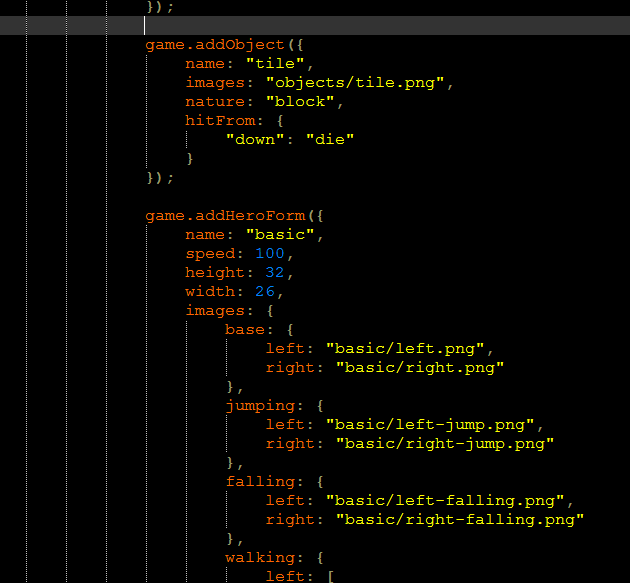 });
game.addObject({
name: "tile",
images: "objects/tile.png",
nature: "block",
hitFrom: {
"down": "die"
}
});
game.addHeroForm({
name: "basic",
speed: 100,
height: 32,
width: 26,
images: {
base: {
left: "basic/left.png",
right: "basic/right.png"
},
jumping: {
left: "basic/left-jump.png",
right: "basic/right-jump.png"
},
falling: {
left: "basic/left-falling.png",
right: "basic/right-falling.png"
},
walking: {
left: [